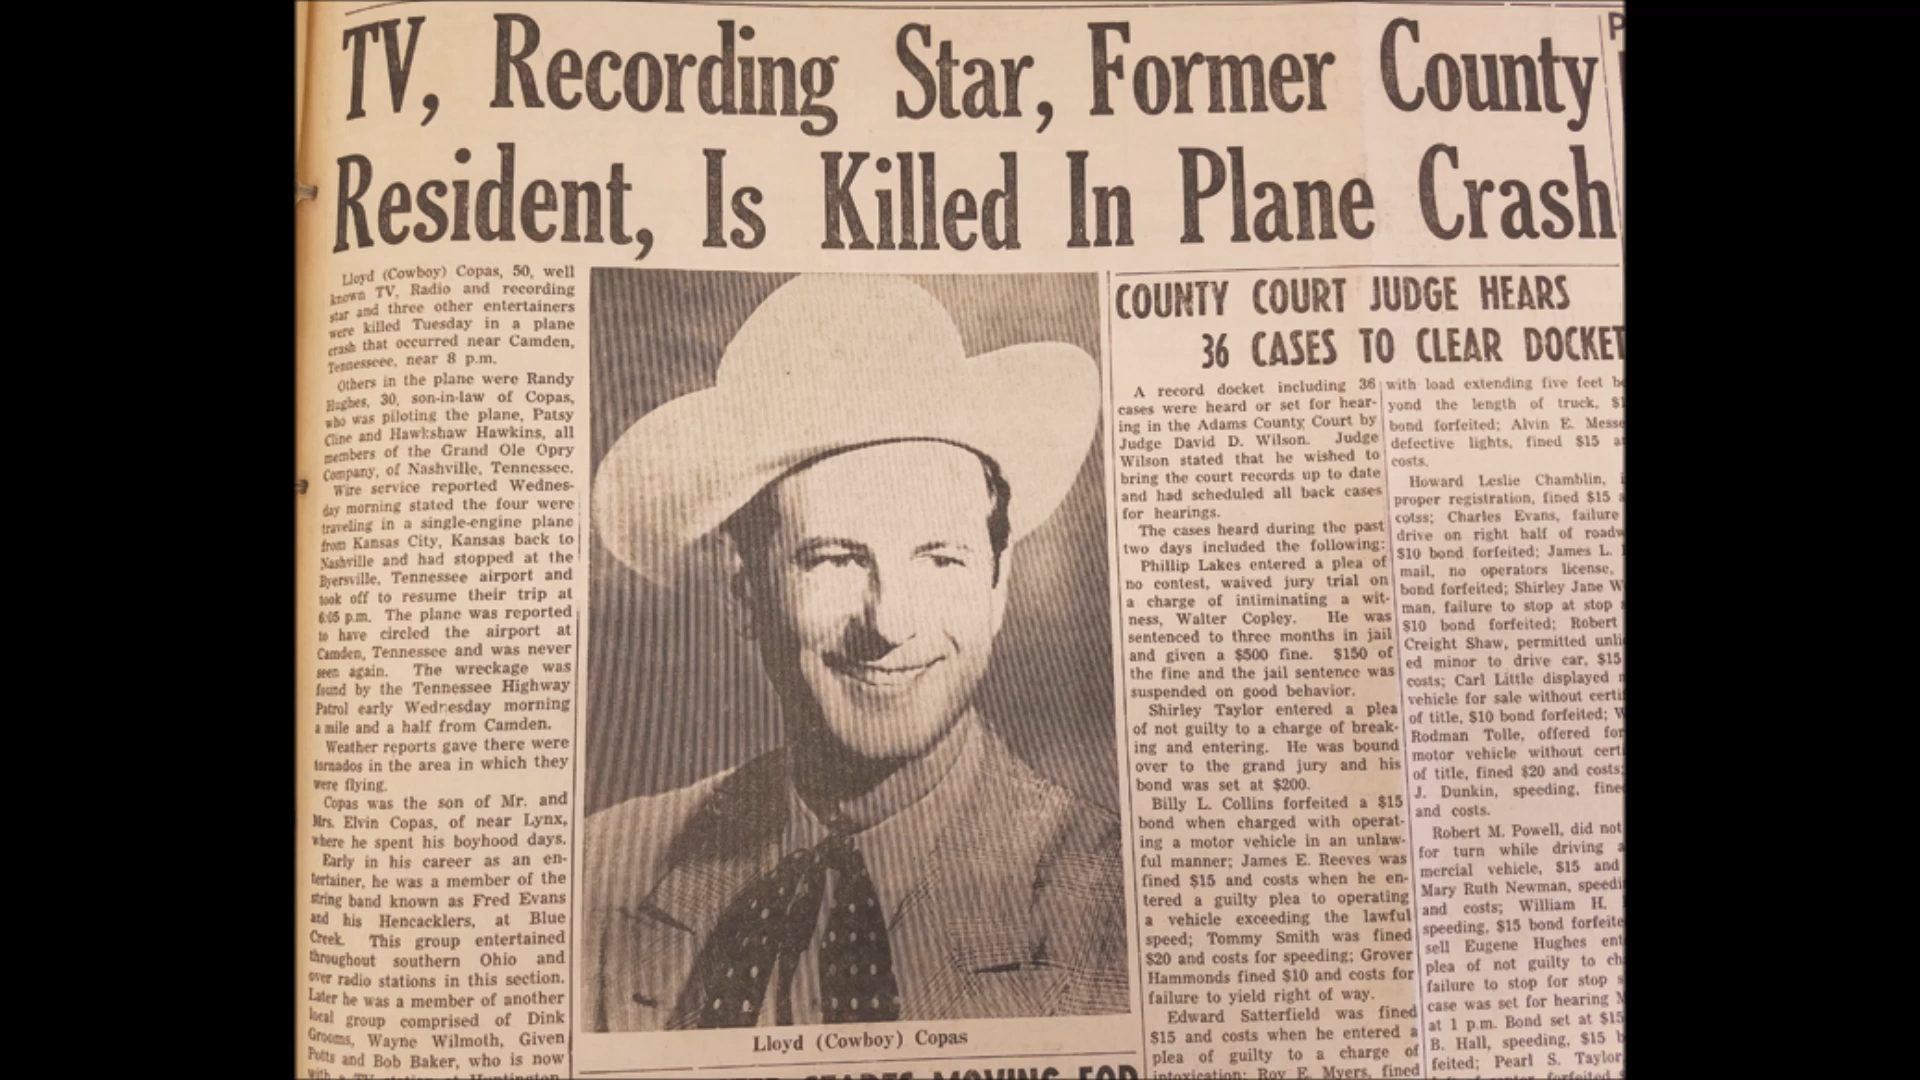 TV, Recording Star, Former County
Resident, Is Killed In Plane Crash
Lloyd (Cowboy) Copas, 50, well
known TV, Radio and recording
star and three other entertainers
were killed Tuesday in a plane
crash that occurred near Camden,
Tennesseee, near 8 p.m.
Others in the plane were Randy
Hughes, 30, son-in-law of Copas,
who was piloting the plane, Patsy
Cline and Hawkshaw Hawkins, all
members of the Grand Ole Opry
Company, of Nashville, Tennessee.
Wire service reported Wednes-
day morning stated the four were
traveling in a single-engine plane
from Kansas City, Kansas back to
Nashville and had stopped at the
Byersville, Tennessee airport and
took off to resume their trip at
6:05 p.m. The plane was reported
to have circled the airport at
Camden, Tennessee and was never
seen again. The wreckage was
found by the Tennessee Highway
Patrol early Wednesday morning
a mile and a half from Camden.
Weather reports gave there were
tornados in the area in which they
were flying.
Copas was the son of Mr. and
Mrs. Elvin Copas, of near Lynx,
where he spent his boyhood days.
Early in his career as an en-
tertainer, he was a member of the
string band known as Fred Evans
and his Hencacklers, at Blue
Creek. This group entertained
throughout southern Ohio and
over radio stations in this section.
Later he was a member of another
local group comprised of Dink
Grooms, Wayne Wilmoth, Given
Potts and Bob Baker, who is now
with a TV station at Huntington,
Lloyd (Cowboy) Copas
STARTS MOVING FOR
COUNTY COURT JUDGE HEARS
36 CASES TO CLEAR DOCKET
A record docket including 36
cases were heard or set for hear-
ing in the Adams County Court by
Judge David D. Wilson. Judge
Wilson stated that he wished to
bring the court records up to date
and had scheduled all back cases
for hearings.
The cases heard during the past
two days included the following:
Phillip Lakes entered a plea of
no contest, waived jury trial on
a charge of intiminating a wit-
ness, Walter Copley. He was
sentenced to three months in jail
and given a $500 fine. $150 of
the fine and the jail sentence was
suspended on good behavior.
Shirley Taylor entered a plea
of not guilty to a charge of break-
ing and entering. He was bound
over to the grand jury and his
bond was set at $200.
Billy L. Collins forfeited a $15
bond when charged with operat-
ing a motor vehicle in an unlaw-
ful manner; James E. Reeves was
fined $15 and costs when he en-
tered a guilty plea to operating
a vehicle exceeding the lawful
speed; Tommy Smith was fined
$20 and costs for speeding; Grover
Hammonds fined $10 and costs for
failure to yield right of way.
Edward Satterfield was fined
$15 and costs when he entered a
plea of guilty to a charge of
intoxication; Roy E. Myers, fined
with load extending five feet be
yond the length of truck, $1
bond forfeited; Alvin E. Messe
defective lights, fined $15 a
costs.
Howard Leslie Chamblin, i
proper registration, fined $15 a
cotss; Charles Evans, failure
drive on right half of roadw
$10 bond forfeited; James L.
mail, no operators license,
bond forfeited; Shirley Jane W
man, failure to stop at stop s
$10 bond forfeited; Robert
Creight Shaw, permitted unli
ed minor to drive car, $15
costs; Carl Little displayed
vehicle for sale without certi
of title, $10 bond forfeited; W
Rodman Tolle, offered for
motor vehicle without cert
of title, fined $20 and costs;
J. Dunkin, speeding, fine
and costs.
Robert M. Powell, did not
for turn while driving a
mercial vehicle, $15 and
Mary Ruth Newman, speedi
and costs; William H.
speeding, $15 bond forfeite
sell Eugene Hughes ent
plea of not guilty to ch
failure to stop for stop s
case was set for hearing M
at 1 p.m. Bond set at $15
B. Hall, speeding, $15 b
feited; Pearl S. Taylor,